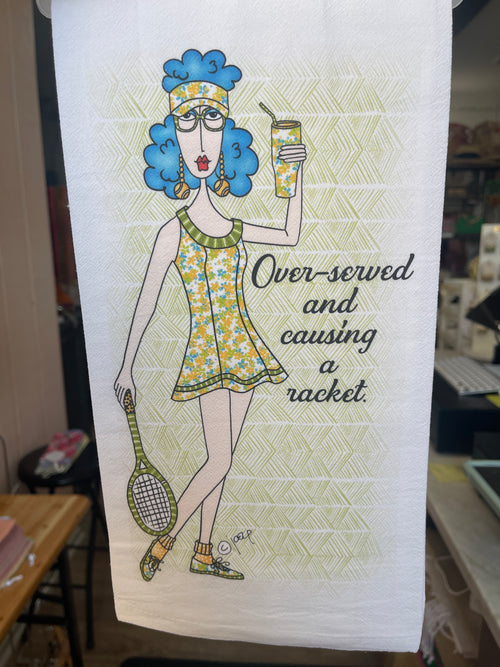 Over-served
and
causing
a
racket.